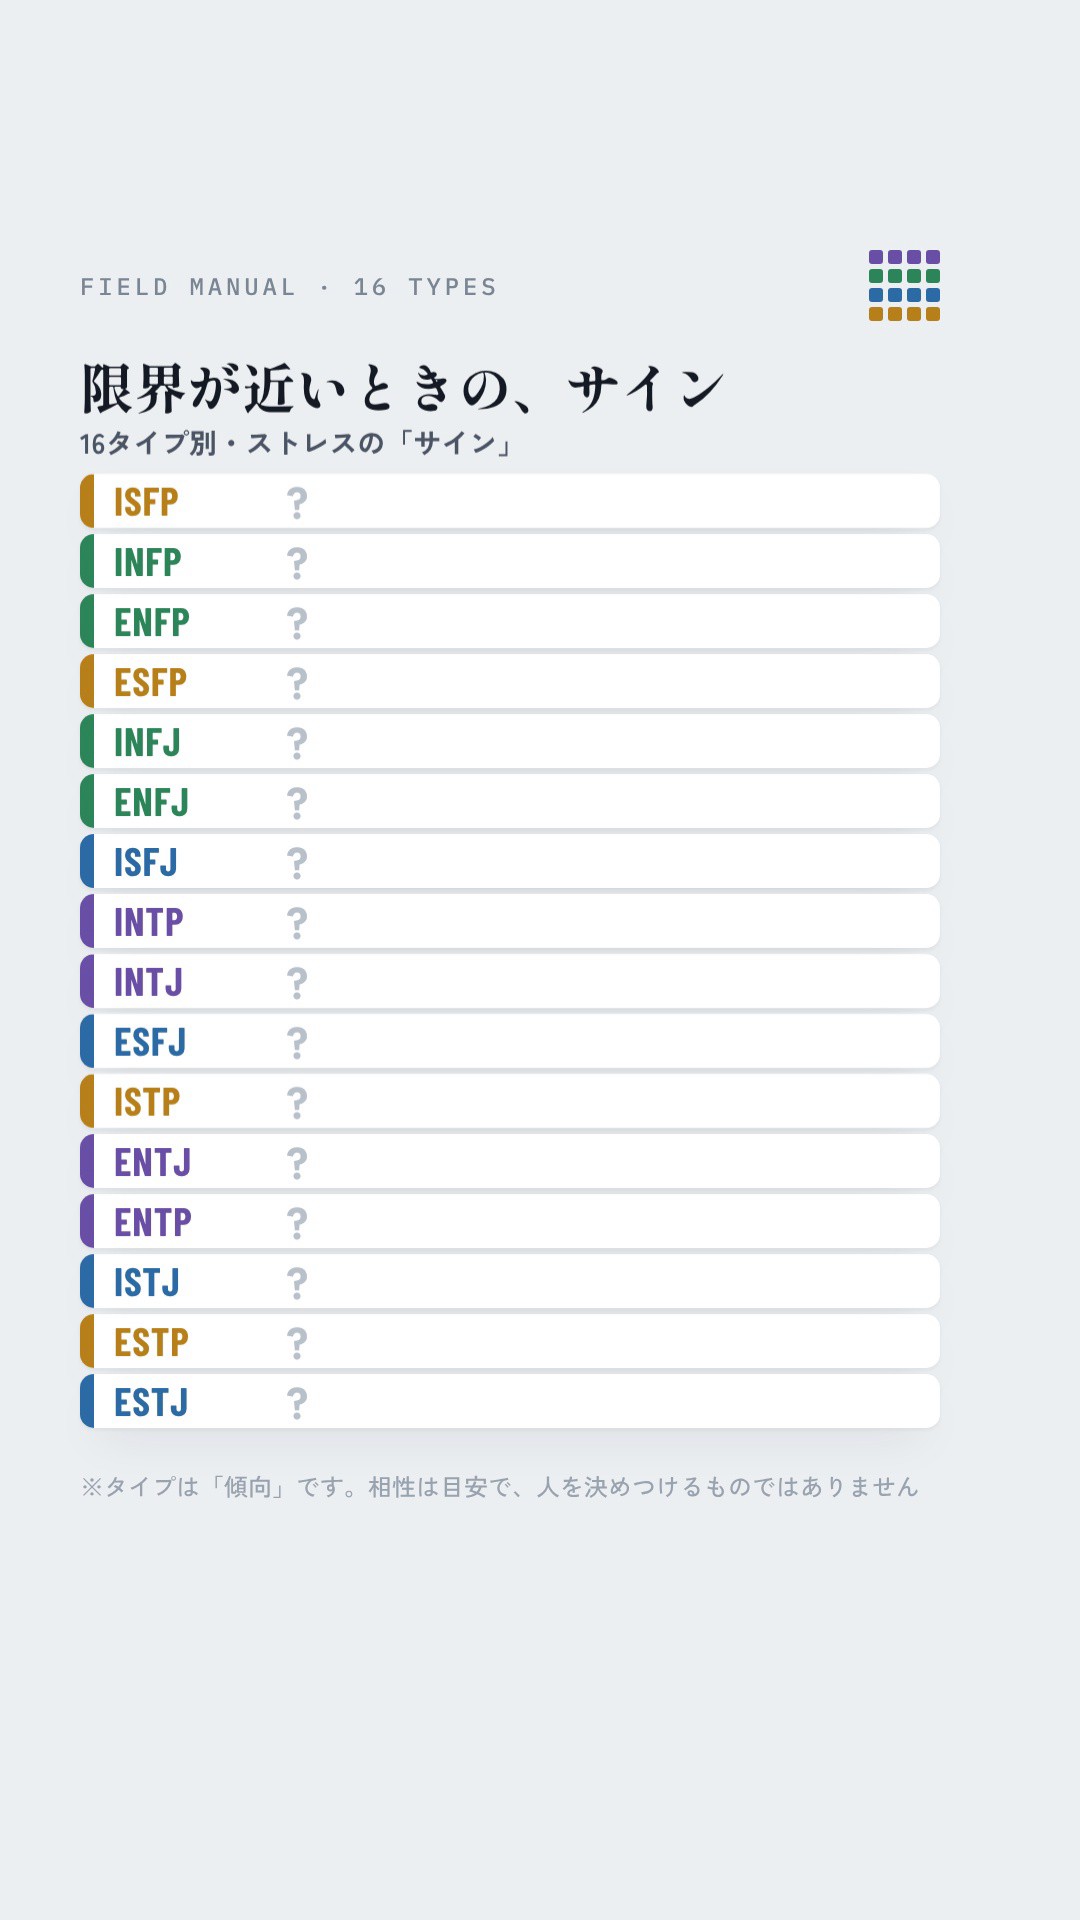 FIELD MANUAL · 16 TYPES
限界が近いときの、サイン
16タイプ別・ストレスの「サイン」
ISFP ?
INFP ?
ENFP ?
ESFP ?
INFJ ?
ENFJ ?
ISFJ ?
INTP ?
INTJ ?
ESFJ ?
ISTP ?
ENTJ ?
ENTP ?
ISTJ ?
ESTP ?
ESTJ ?
※タイプは「傾向」です。相性は目安で、人を決めつけるものではありません